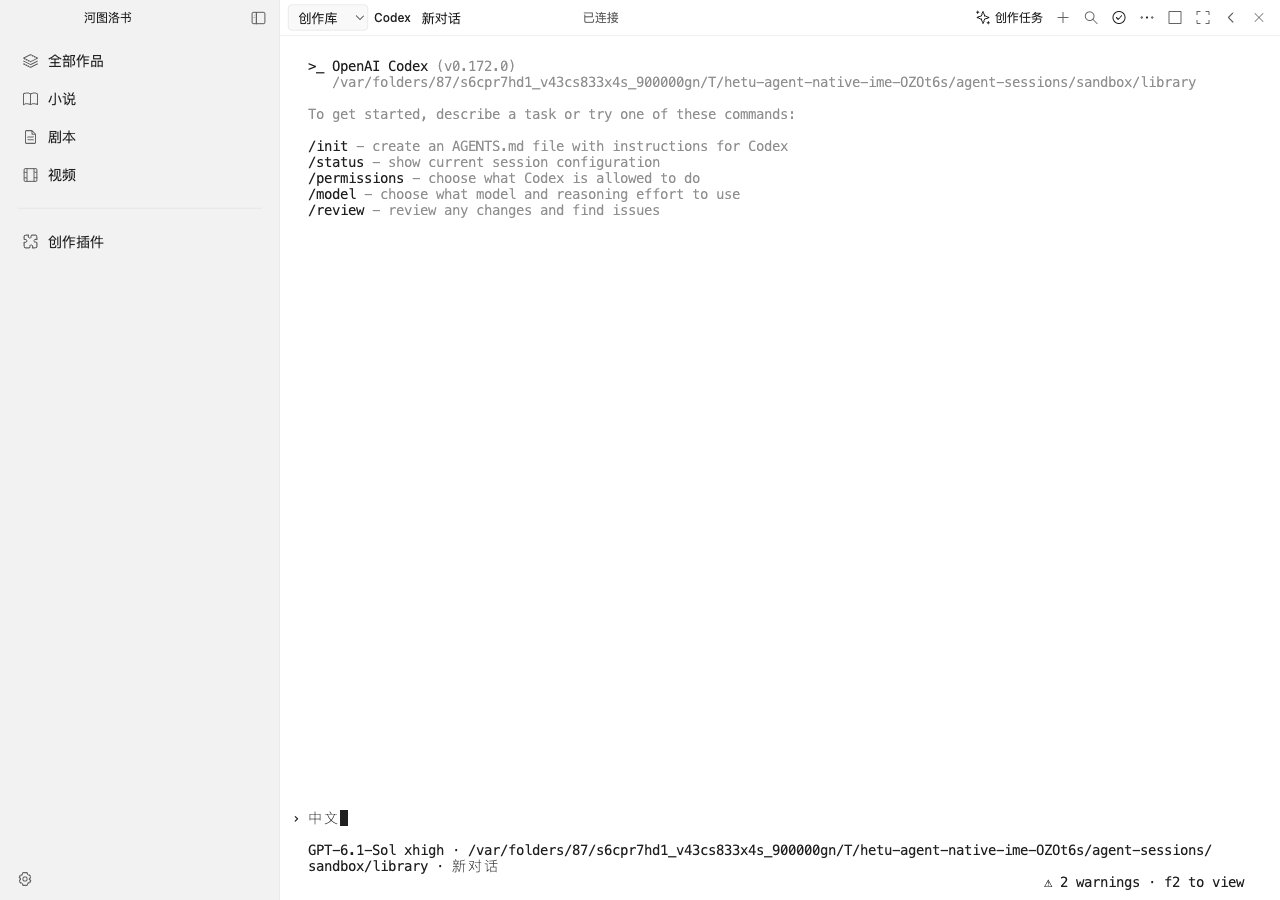 河图洛书
全部作品
小说
剧本
视频
创作插件
创作库 Codex 新对话 已连接 创作任务
>_ OpenAI Codex (v0.172.0)
/var/folders/87/s6cpr7hd1_v43cs833x4s_900000gn/T/hetu-agent-native-ime-OZOt6s/agent-sessions/sandbox/library
To get started, describe a task or try one of these commands:
/init – create an AGENTS.md file with instructions for Codex
/status – show current session configuration
/permissions – choose what Codex is allowed to do
/model – choose what model and reasoning effort to use
/review – review any changes and find issues
› 中文
GPT-6.1-Sol xhigh · /var/folders/87/s6cpr7hd1_v43cs833x4s_900000gn/T/hetu-agent-native-ime-OZOt6s/agent-sessions/
sandbox/library · 新对话
⚠ 2 warnings · f2 to view